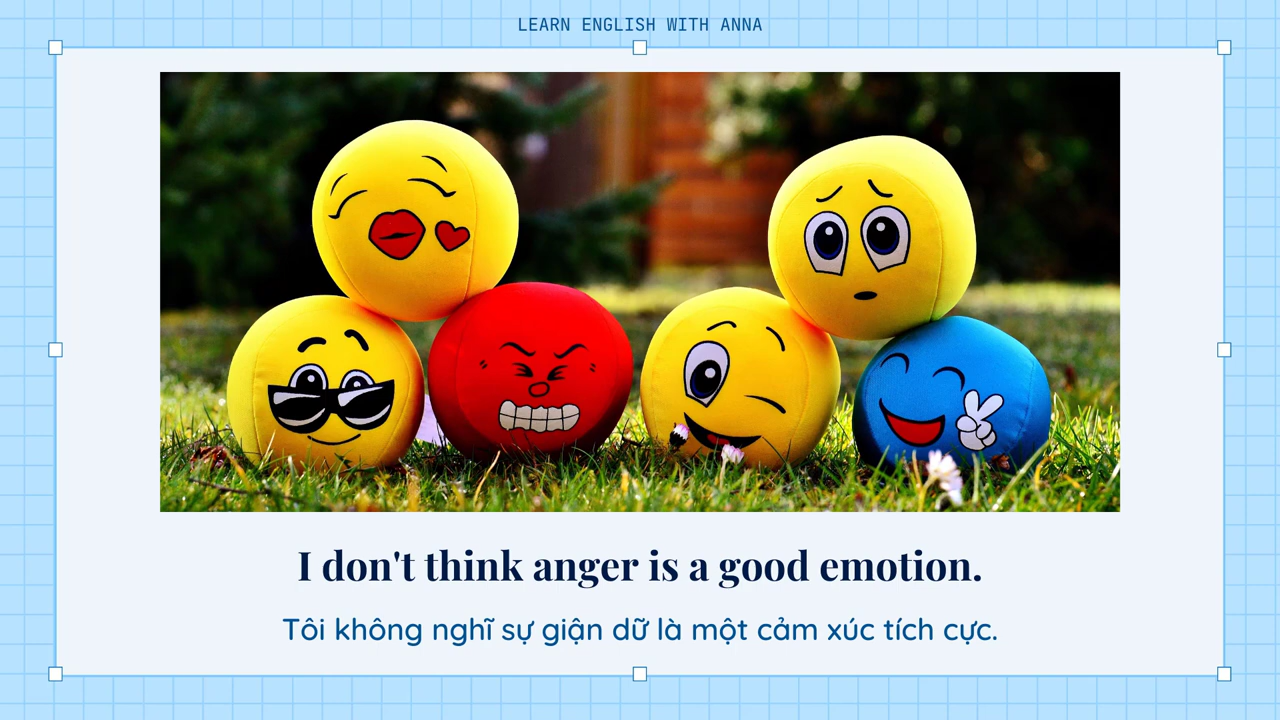 LEARN ENGLISH WITH ANNA
I don't think anger is a good emotion.
Tôi không nghĩ sự giận dữ là một cảm xúc tích cực.